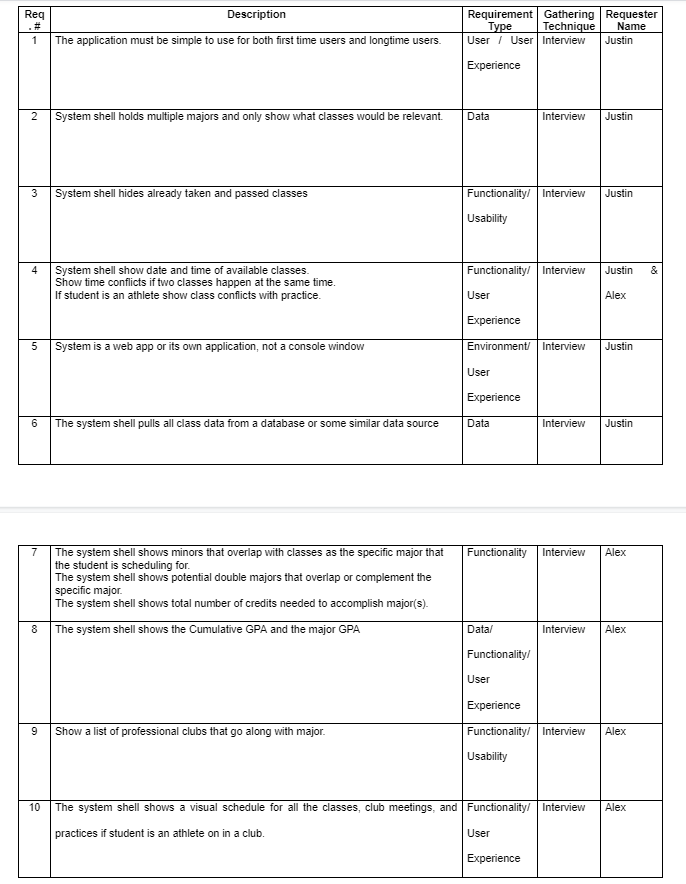 Req Description Requirement Gathering Requester
.# Type Technique Name
1 The application must be simple to use for both first time users and longtime users. User / User Interview Justin
Experience
2 System shell holds multiple majors and only show what classes would be relevant. Data Interview Justin
3 System shell hides already taken and passed classes Functionality/ Interview Justin
Usability
4 System shell show date and time of available classes. Functionality/ Interview Justin &
Show time conflicts if two classes happen at the same time.
If student is an athlete show class conflicts with practice. User Alex
Experience
5 System is a web app or its own application, not a console window Environment/ Interview Justin
User
Experience
6 The system shell pulls all class data from a database or some similar data source Data Interview Justin
7 The system shell shows minors that overlap with classes as the specific major that Functionality Interview Alex
the student is scheduling for.
The system shell shows potential double majors that overlap or complement the
specific major.
The system shell shows total number of credits needed to accomplish major(s).
8 The system shell shows the Cumulative GPA and the major GPA Data/ Interview Alex
Functionality/
User
Experience
9 Show a list of professional clubs that go along with major. Functionality/ Interview Alex
Usability
10 The system shell shows a visual schedule for all the classes, club meetings, and Functionality/ Interview Alex
practices if student is an athlete on in a club. User
Experience